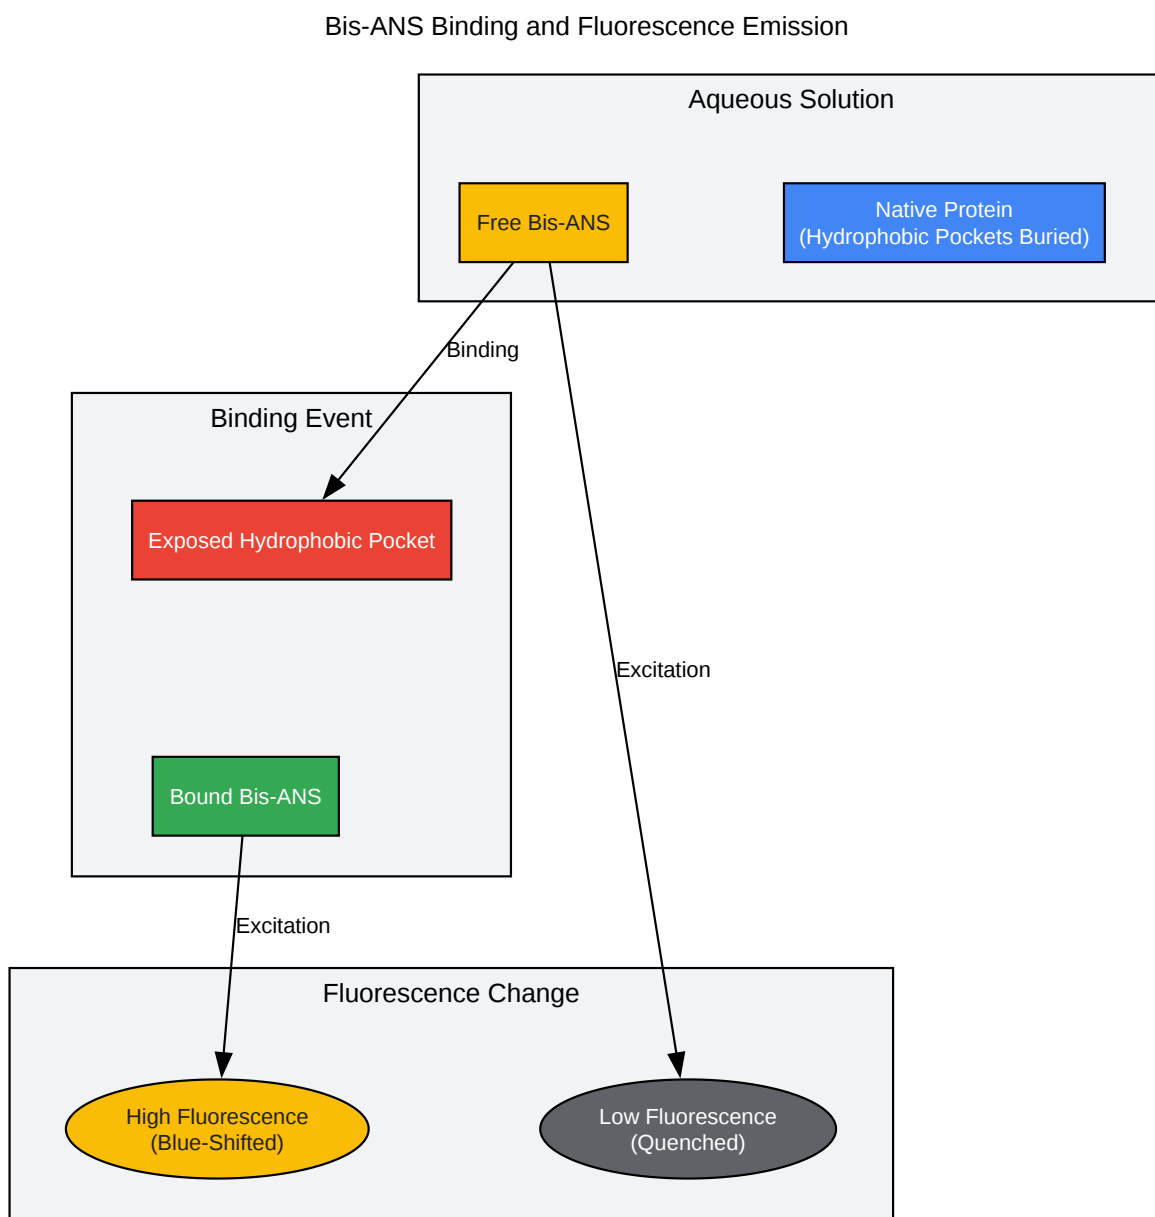 Bis-ANS Binding and Fluorescence Emission
Aqueous Solution
Free Bis-ANS
Native Protein
(Hydrophobic Pockets Buried)
Binding
Binding Event
Exposed Hydrophobic Pocket
Excitation
Bound Bis-ANS
Excitation
Fluorescence Change
High Fluorescence
(Blue-Shifted)
Low Fluorescence
(Quenched)